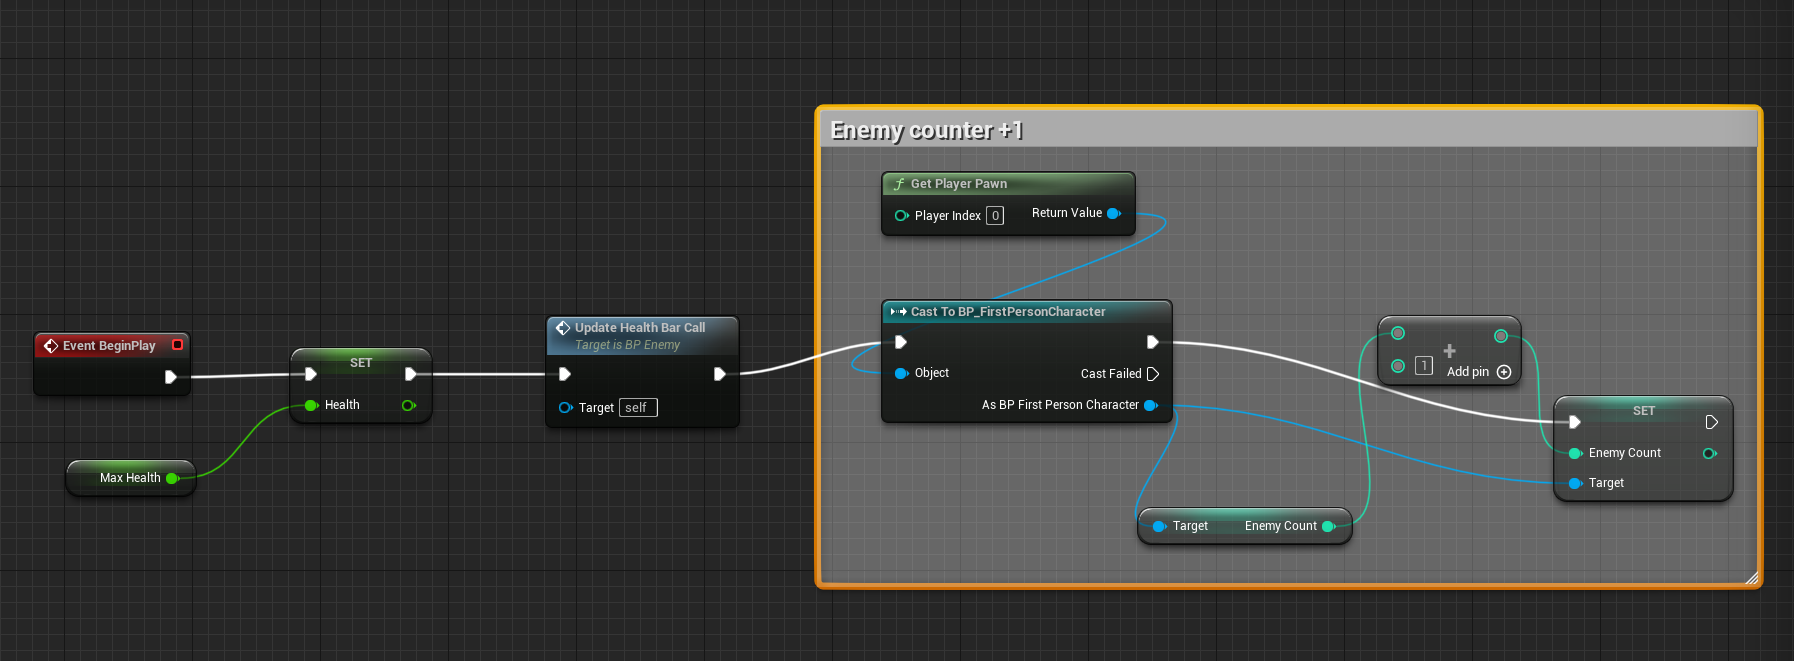 Enemy counter +1
Get Player Pawn
Player Index 0 Return Value
Event BeginPlay
SET
Health
Max Health
Update Health Bar Call
Target is BP Enemy
Target self
Cast To BP_FirstPersonCharacter
Object
Cast Failed
As BP First Person Character
Target Enemy Count
+
1 Add pin
SET
Enemy Count
Target